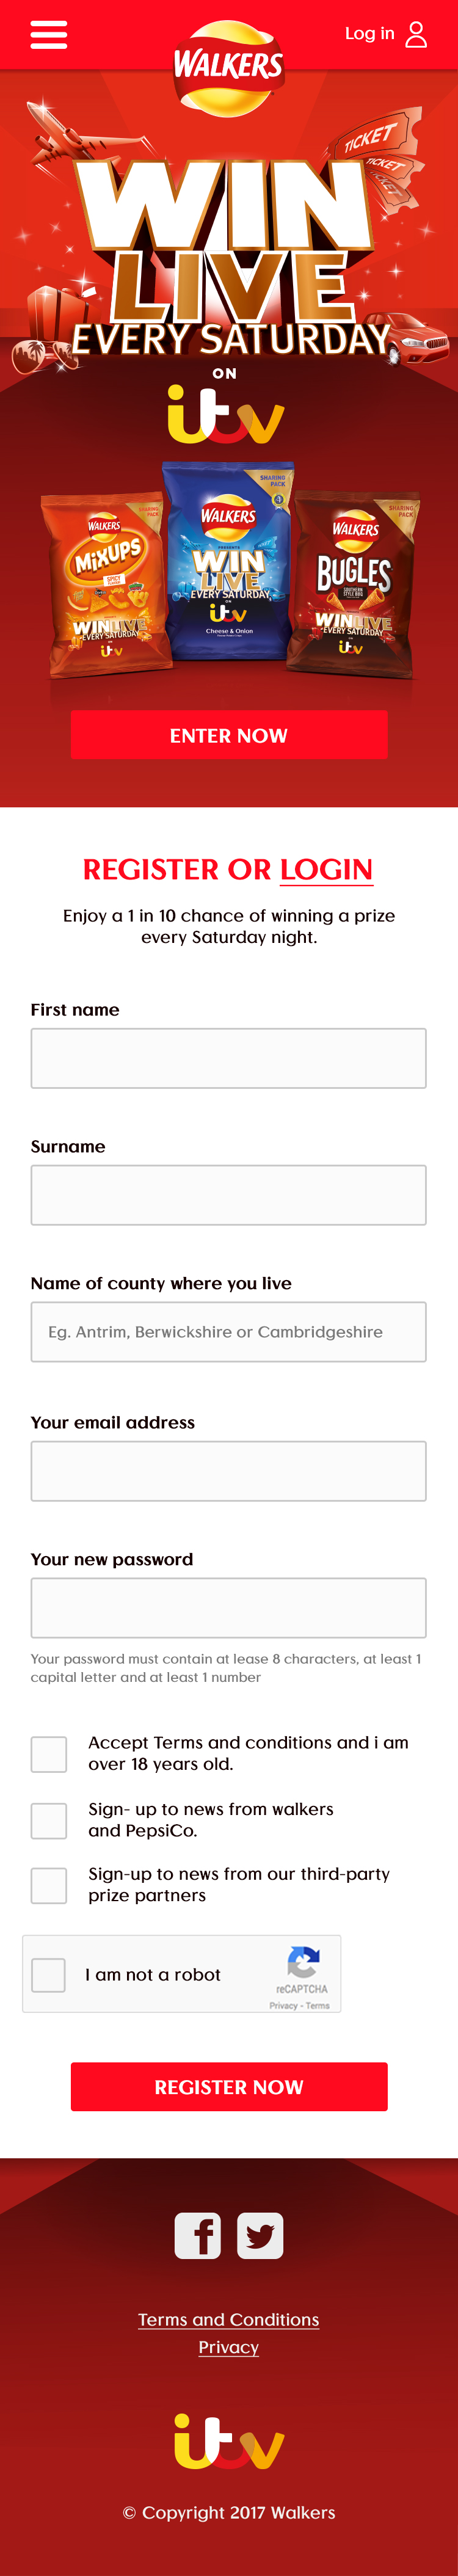 Log in
WALKERS
TICKET
TICKET
TICKET
WIN
LIVE
EVERY SATURDAY
ON
itv
SHARING PACK
WALKERS
MIXUPS
SPICY
WIN LIVE
EVERY SATURDAY
itv
SHARING PACK
WALKERS
PRESENTS
WIN
LIVE
EVERY SATURDAY
itv
Cheese & Onion
SHARING PACK
WALKERS
BUGLES
SOUTHERN STYLE BBQ
WIN LIVE
EVERY SATURDAY
itv
ENTER NOW
REGISTER OR LOGIN
Enjoy a 1 in 10 chance of winning a prize
every Saturday night.
First name
Surname
Name of county where you live
Eg. Antrim, Berwickshire or Cambridgeshire
Your email address
Your new password
Your password must contain at lease 8 characters, at least 1
capital letter and at least 1 number
Accept Terms and conditions and i am
over 18 years old.
Sign- up to news from walkers
and PepsiCo.
Sign-up to news from our third-party
prize partners
I am not a robot
reCAPTCHA
Privacy - Terms
REGISTER NOW
Terms and Conditions
Privacy
itv
© Copyright 2017 Walkers